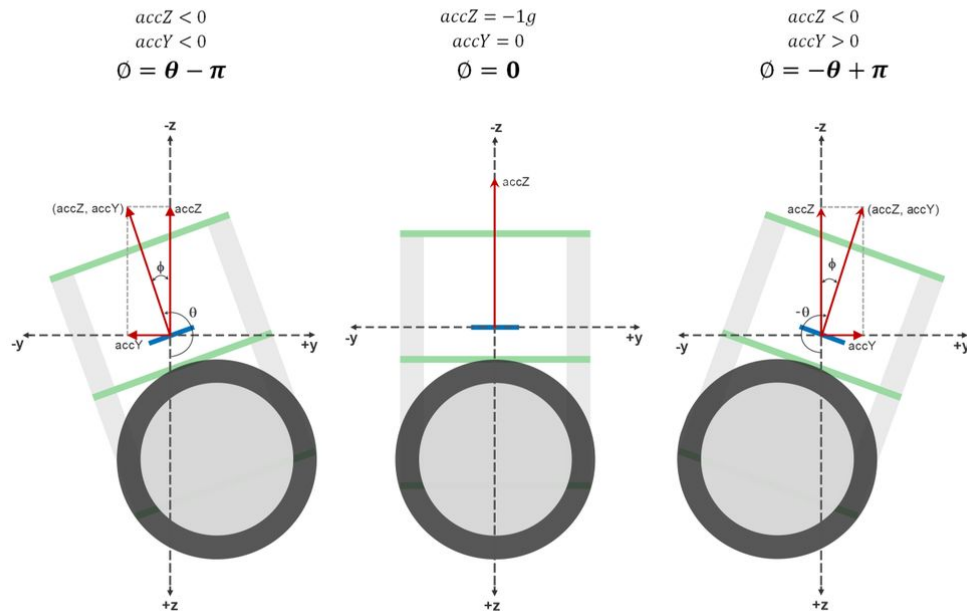 accZ < 0
accY < 0
∅ = θ − π
-z
(accZ, accY)
accZ
ϕ
θ
-y
accY
+y
+z
accZ = −1g
accY = 0
∅ = 0
-z
accZ
-y
+y
+z
accZ < 0
accY > 0
∅ = −θ + π
-z
accZ
(accZ, accY)
ϕ
-θ
-y
accY
+y
+z